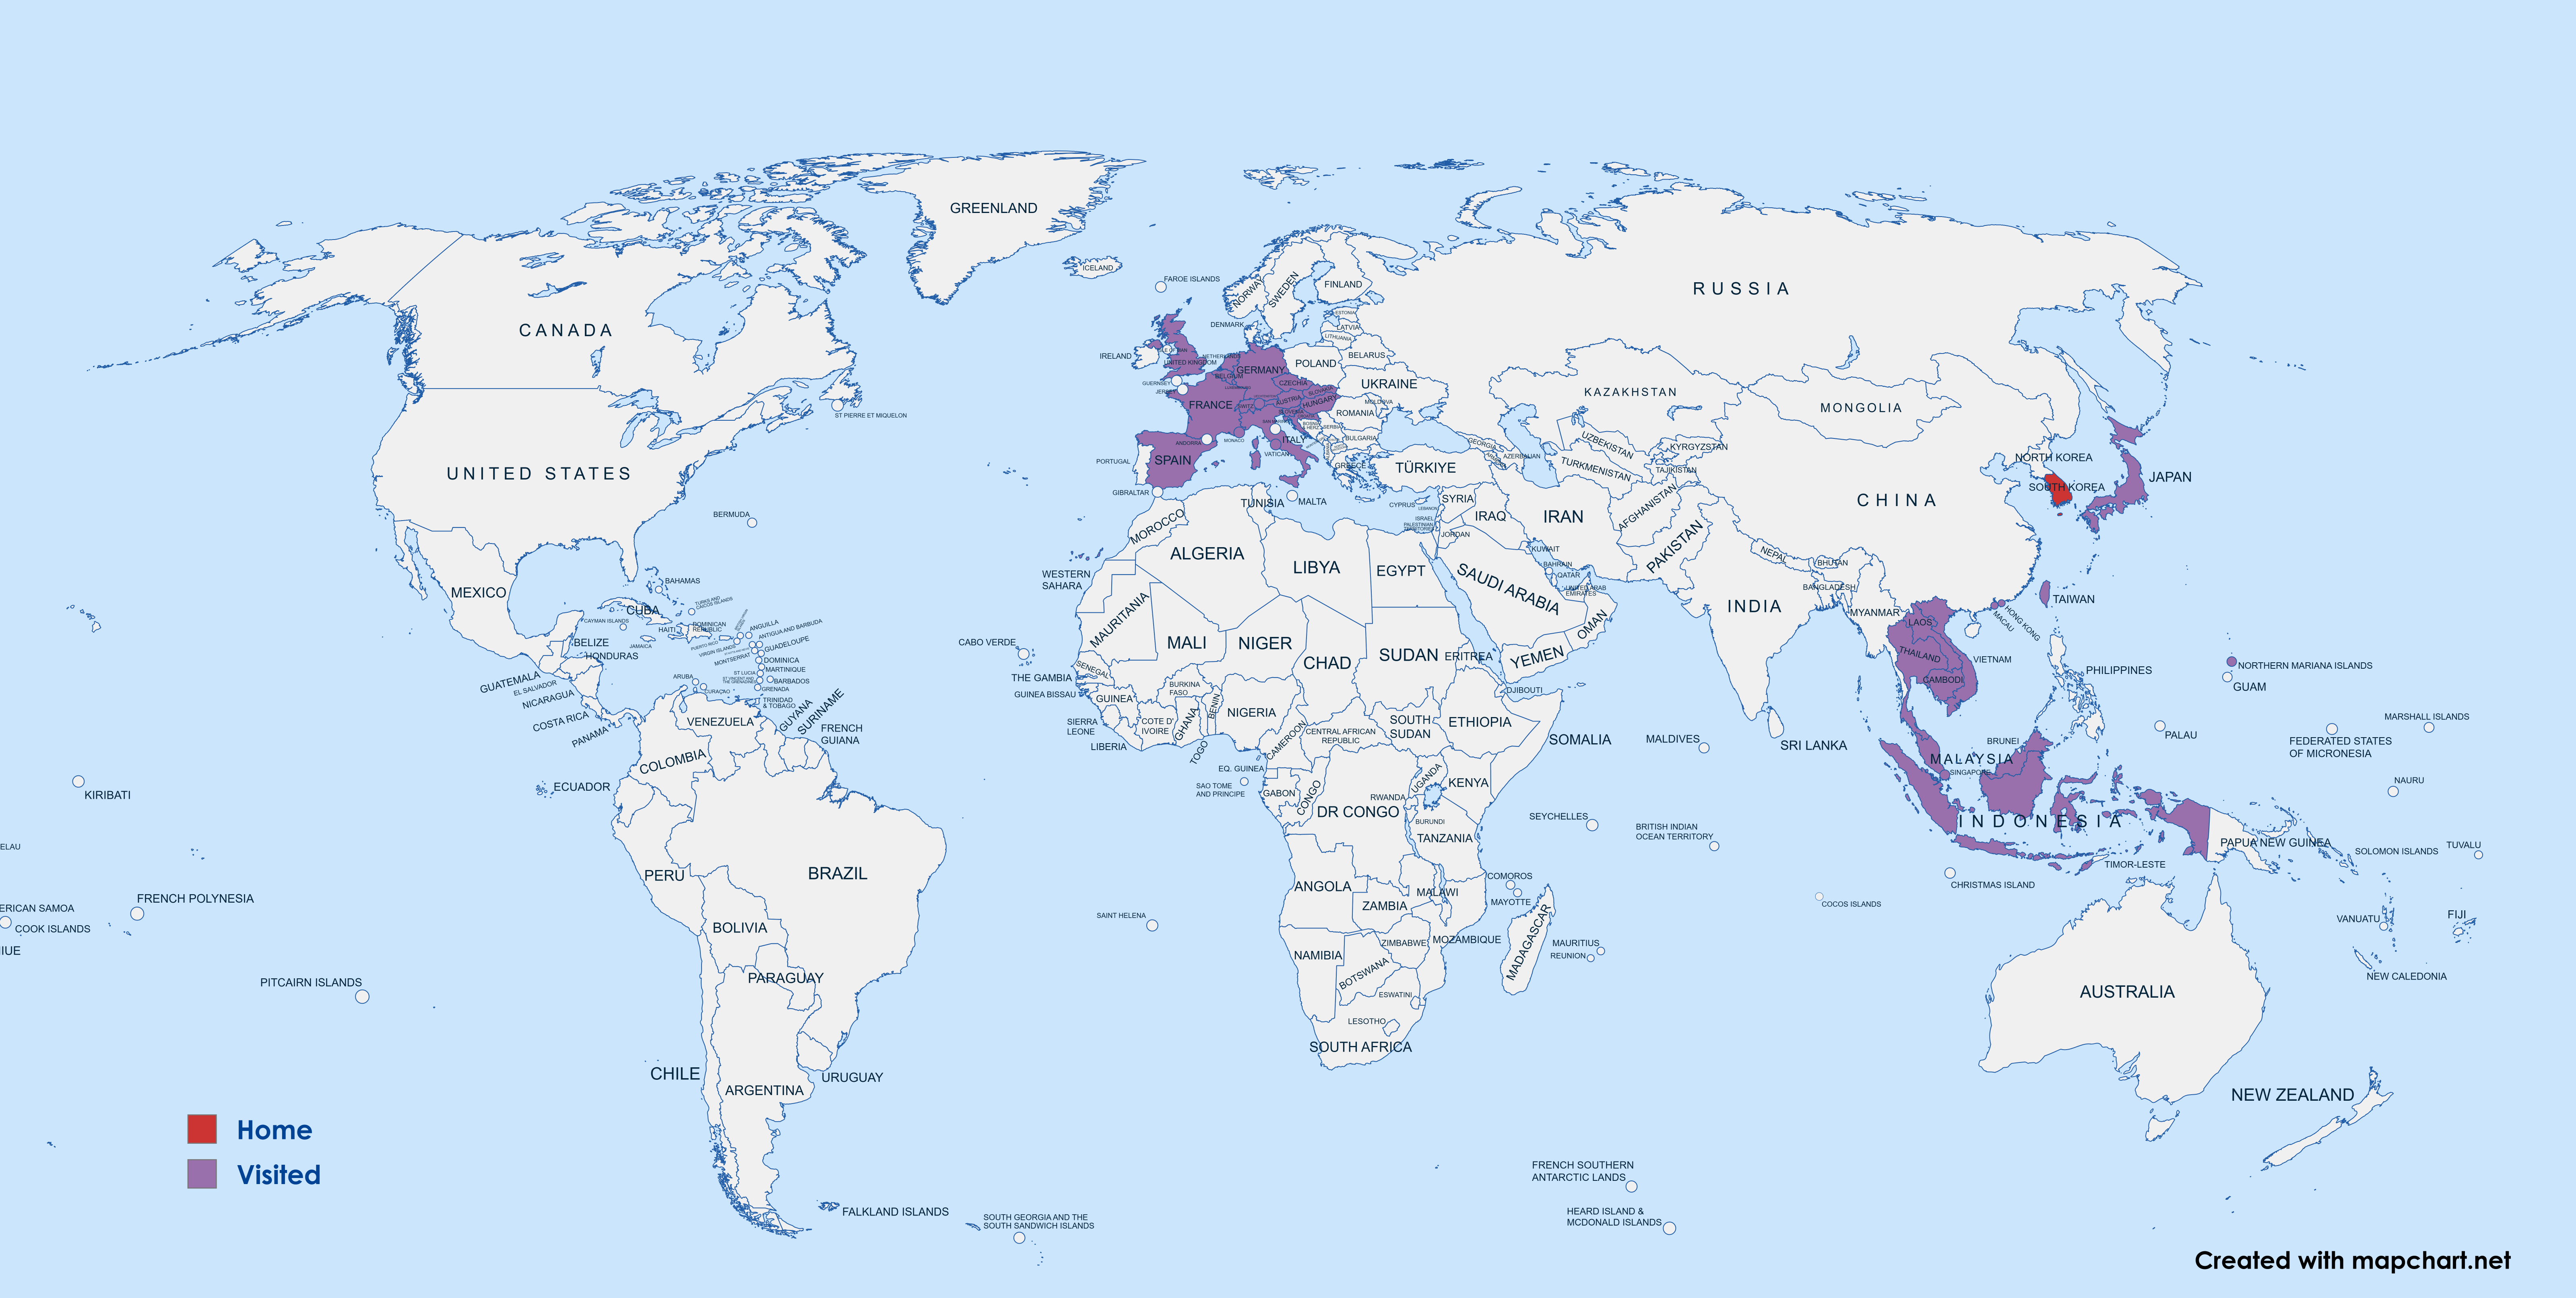 GREENLAND
ICELAND
FAROE ISLANDS
NORWAY
SWEDEN
FINLAND
RUSSIA
CANADA
ESTONIA
LATVIA
LITHUANIA
DENMARK
IRELAND
ISLE OF MAN
UNITED KINGDOM
NETHERLANDS
BELGIUM
GERMANY
POLAND
BELARUS
UKRAINE
CZECHIA
SLOVAKIA
GUERNSEY
JERSEY
FRANCE
SWITZ.
AUSTRIA
HUNGARY
SLOVENIA
MOLDOVA
ROMANIA
KAZAKHSTAN
MONGOLIA
ST PIERRE ET MIQUELON
SAN MARINO
BOSNIA
& HERZ.
SERBIA
BULGARIA
ANDORRA
MONACO
ITALY
VATICAN
PORTUGAL
SPAIN
GREECE
TÜRKIYE
GEORGIA
AZERBAIJAN
UZBEKISTAN
TURKMENISTAN
KYRGYZSTAN
TAJIKISTAN
NORTH KOREA
SOUTH KOREA
JAPAN
UNITED STATES
CHINA
GIBRALTAR
TUNISIA
MALTA
CYPRUS
LEBANON
SYRIA
ISRAEL
PALESTINIAN
TERRITORIES
JORDAN
IRAQ
IRAN
AFGHANISTAN
PAKISTAN
BERMUDA
MOROCCO
ALGERIA
LIBYA
EGYPT
KUWAIT
BAHRAIN
QATAR
UNITED ARAB
EMIRATES
SAUDI ARABIA
OMAN
YEMEN
NEPAL
BHUTAN
BANGLADESH
INDIA
MYANMAR
TAIWAN
HONG KONG
MACAU
WESTERN
SAHARA
MEXICO
BAHAMAS
CUBA
TURKS AND
CAICOS ISLANDS
CAYMAN ISLANDS
HAITI
DOMINICAN
REPUBLIC
JAMAICA
PUERTO RICO
VIRGIN ISLANDS
ANGUILLA
ANTIGUA AND BARBUDA
GUADELOUPE
MONTSERRAT
DOMINICA
MARTINIQUE
ST LUCIA
ST VINCENT AND
THE GRENADINES
BARBADOS
GRENADA
TRINIDAD
& TOBAGO
ARUBA
CURAÇAO
BELIZE
HONDURAS
GUATEMALA
EL SALVADOR
NICARAGUA
COSTA RICA
PANAMA
CABO VERDE
MAURITANIA
MALI
NIGER
CHAD
SUDAN
ERITREA
SENEGAL
THE GAMBIA
GUINEA BISSAU
GUINEA
SIERRA
LEONE
LIBERIA
COTE D'
IVOIRE
BURKINA
FASO
GHANA
TOGO
BENIN
NIGERIA
CAMEROON
CENTRAL AFRICAN
REPUBLIC
SOUTH
SUDAN
ETHIOPIA
DJIBOUTI
SOMALIA
MALDIVES
SRI LANKA
LAOS
THAILAND
VIETNAM
CAMBODI
PHILIPPINES
NORTHERN MARIANA ISLANDS
GUAM
PALAU
MARSHALL ISLANDS
FEDERATED STATES
OF MICRONESIA
NAURU
BRUNEI
MALAYSIA
SINGAPORE
INDONESIA
VENEZUELA
GUYANA
SURINAME
FRENCH
GUIANA
COLOMBIA
ECUADOR
KIRIBATI
EQ. GUINEA
SAO TOME
AND PRINCIPE
GABON
CONGO
DR CONGO
UGANDA
KENYA
RWANDA
BURUNDI
TANZANIA
SEYCHELLES
BRITISH INDIAN
OCEAN TERRITORY
PAPUA NEW GUINEA
SOLOMON ISLANDS
TUVALU
TIMOR-LESTE
CHRISTMAS ISLAND
COCOS ISLANDS
ELAU
PERU
BRAZIL
FRENCH POLYNESIA
ERICAN SAMOA
COOK ISLANDS
IUE
SAINT HELENA
ANGOLA
ZAMBIA
MALAWI
COMOROS
MAYOTTE
MADAGASCAR
MOZAMBIQUE
ZIMBABWE
MAURITIUS
REUNION
VANUATU
FIJI
NEW CALEDONIA
BOLIVIA
PARAGUAY
PITCAIRN ISLANDS
NAMIBIA
BOTSWANA
ESWATINI
LESOTHO
SOUTH AFRICA
AUSTRALIA
CHILE
ARGENTINA
URUGUAY
NEW ZEALAND
FRENCH SOUTHERN
ANTARCTIC LANDS
HEARD ISLAND &
MCDONALD ISLANDS
FALKLAND ISLANDS
SOUTH GEORGIA AND THE
SOUTH SANDWICH ISLANDS
Home
Visited
Created with mapchart.net